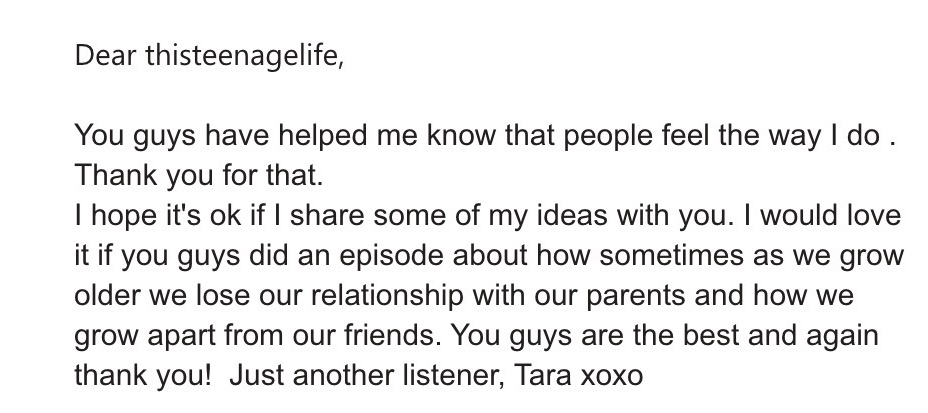 Dear thisteenagelife,
You guys have helped me know that people feel the way I do .
Thank you for that.
I hope it's ok if I share some of my ideas with you. I would love
it if you guys did an episode about how sometimes as we grow
older we lose our relationship with our parents and how we
grow apart from our friends. You guys are the best and again
thank you!  Just another listener, Tara xoxo